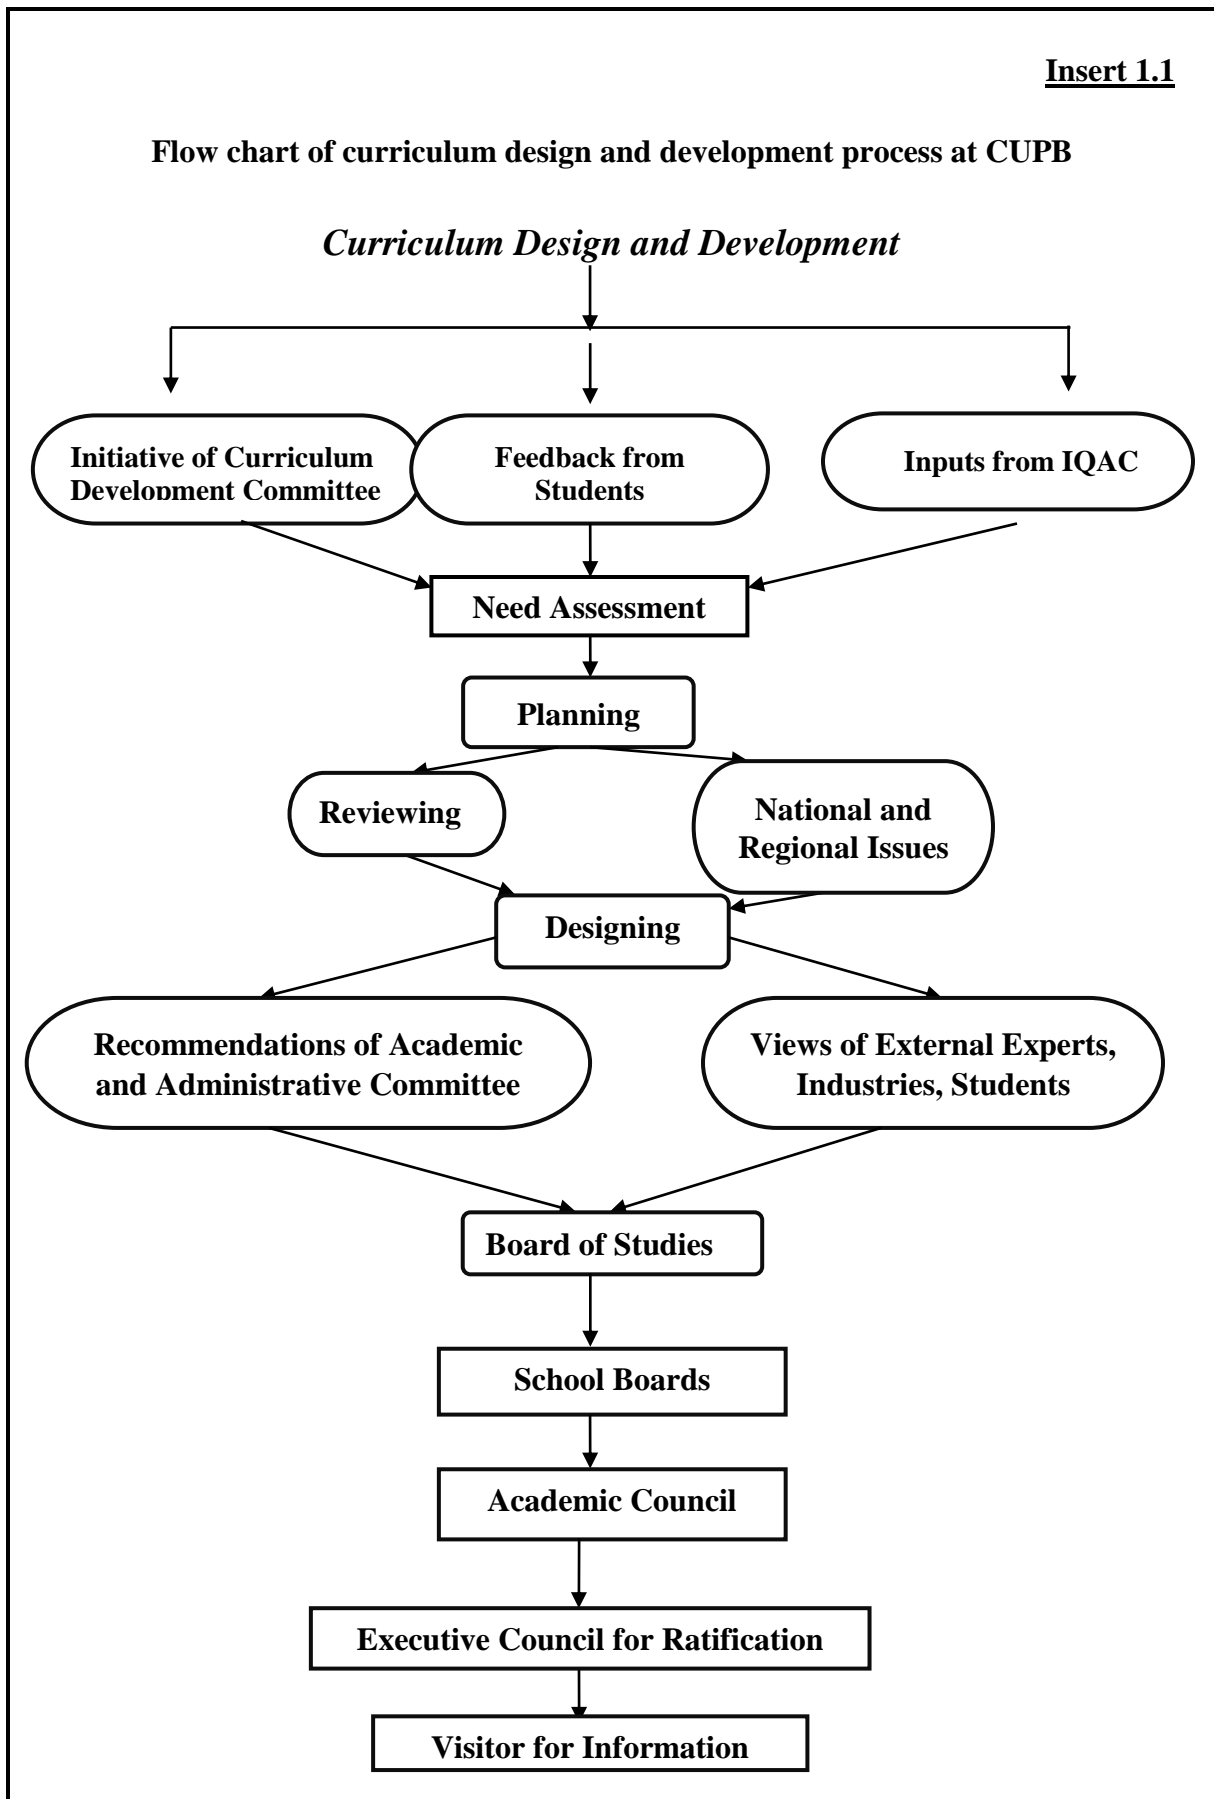 Insert 1.1
Flow chart of curriculum design and development process at CUPB
Curriculum Design and Development
Initiative of Curriculum
Development Committee
Feedback from
Students
Inputs from IQAC
Need Assessment
Planning
Reviewing
National and
Regional Issues
Designing
Recommendations of Academic
and Administrative Committee
Views of External Experts,
Industries, Students
Board of Studies
School Boards
Academic Council
Executive Council for Ratification
Visitor for Information